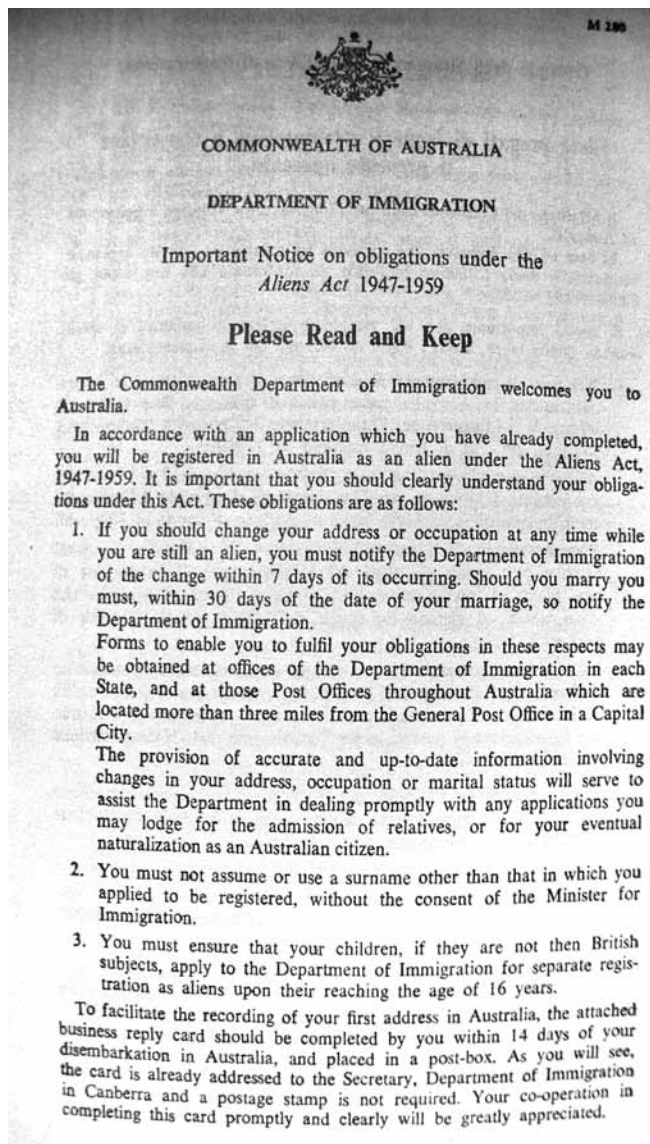 M 280
COMMONWEALTH OF AUSTRALIA
DEPARTMENT OF IMMIGRATION
Important Notice on obligations under the
Aliens Act 1947-1959
Please Read and Keep
The Commonwealth Department of Immigration welcomes you to
Australia.
In accordance with an application which you have already completed,
you will be registered in Australia as an alien under the Aliens Act,
1947-1959. It is important that you should clearly understand your obliga-
tions under this Act. These obligations are as follows:
1. If you should change your address or occupation at any time while
you are still an alien, you must notify the Department of Immigration
of the change within 7 days of its occurring. Should you marry you
must, within 30 days of the date of your marriage, so notify the
Department of Immigration.
Forms to enable you to fulfil your obligations in these respects may
be obtained at offices of the Department of Immigration in each
State, and at those Post Offices throughout Australia which are
located more than three miles from the General Post Office in a Capital
City.
The provision of accurate and up-to-date information involving
changes in your address, occupation or marital status will serve to
assist the Department in dealing promptly with any applications you
may lodge for the admission of relatives, or for your eventual
naturalization as an Australian citizen.
2. You must not assume or use a surname other than that in which you
applied to be registered, without the consent of the Minister for
Immigration.
3. You must ensure that your children, if they are not then British
subjects, apply to the Department of Immigration for separate regis-
tration as aliens upon their reaching the age of 16 years.
To facilitate the recording of your first address in Australia, the attached
business reply card should be completed by you within 14 days of your
disembarkation in Australia, and placed in a post-box. As you will see,
the card is already addressed to the Secretary, Department of Immigration
in Canberra and a postage stamp is not required. Your co-operation in
completing this card promptly and clearly will be greatly appreciated.